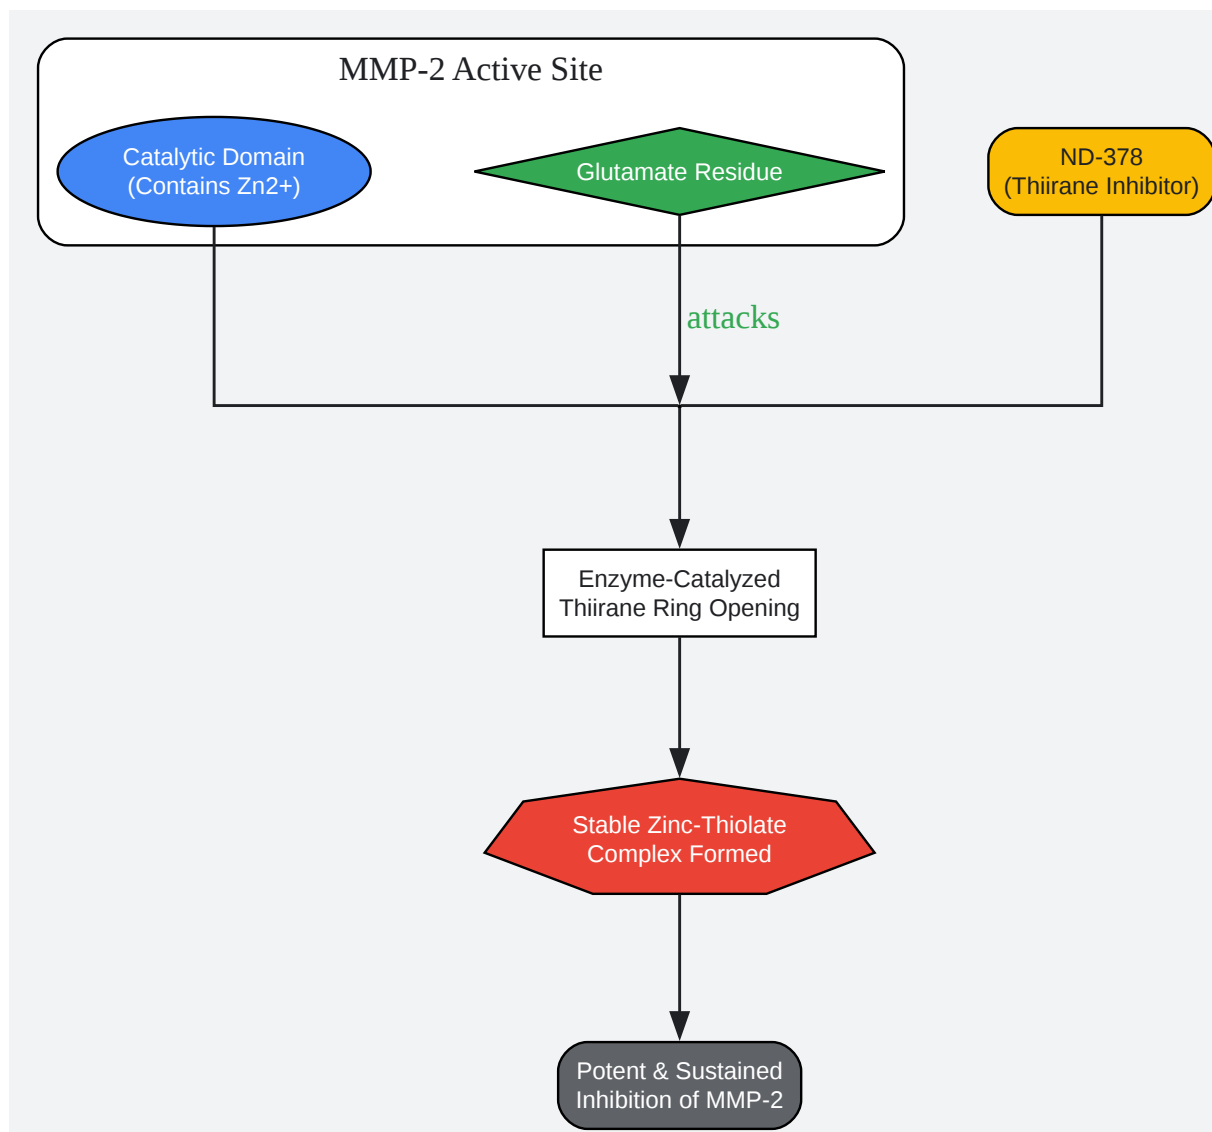 MMP-2 Active Site
Catalytic Domain
(Contains Zn2+)
Glutamate Residue
ND-378
(Thiirane Inhibitor)
attacks
Enzyme-Catalyzed
Thiirane Ring Opening
Stable Zinc-Thiolate
Complex Formed
Potent & Sustained
Inhibition of MMP-2